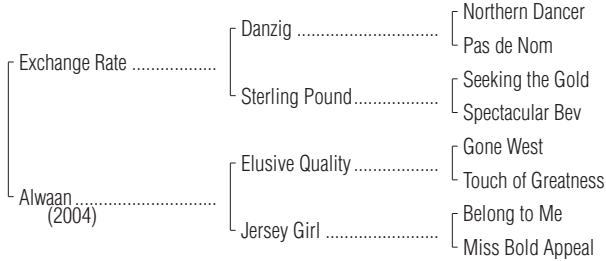 Northern Dancer
Danzig ..............................
Pas de Nom
Exchange Rate ..................
Seeking the Gold
Sterling Pound..................
Spectacular Bev
Gone West
Elusive Quality..................
Touch of Greatness
Alwaan..............................
(2004)
Belong to Me
Jersey Girl ........................
Miss Bold Appeal